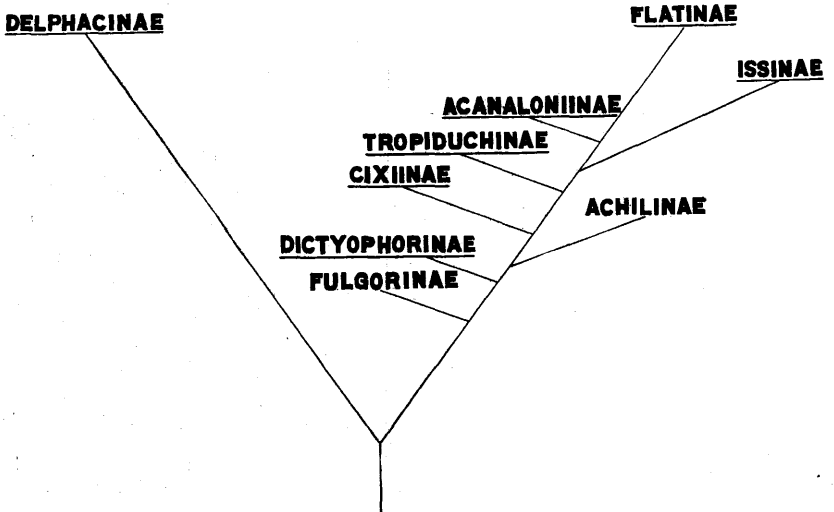 DELPHACINAE
FLATINAE
ISSINAE
ACANALONIINAE
TROPIDUCHINAE
CIXIINAE
ACHILINAE
DICTYOPHORINAE
FULGORINAE